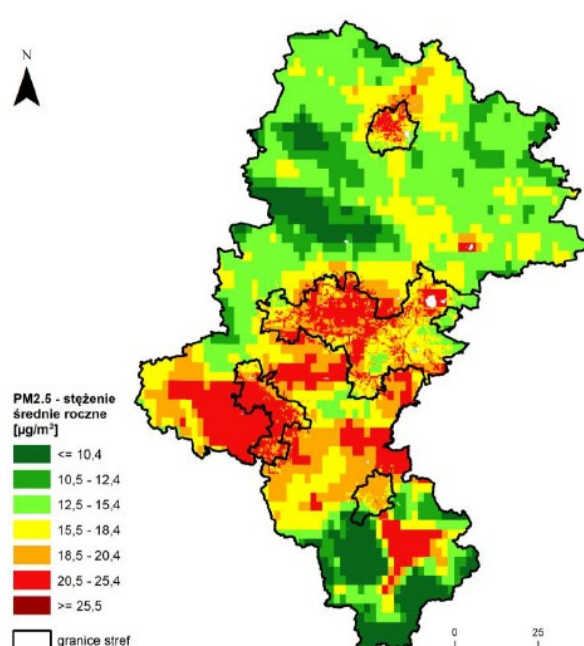 N
PM2.5 - stężenie
średnie roczne
[µg/m³]
<= 10,4
10,5 - 12,4
12,5 - 15,4
15,5 - 18,4
18,5 - 20,4
20,5 - 25,4
>= 25,5
granice stref
0 25